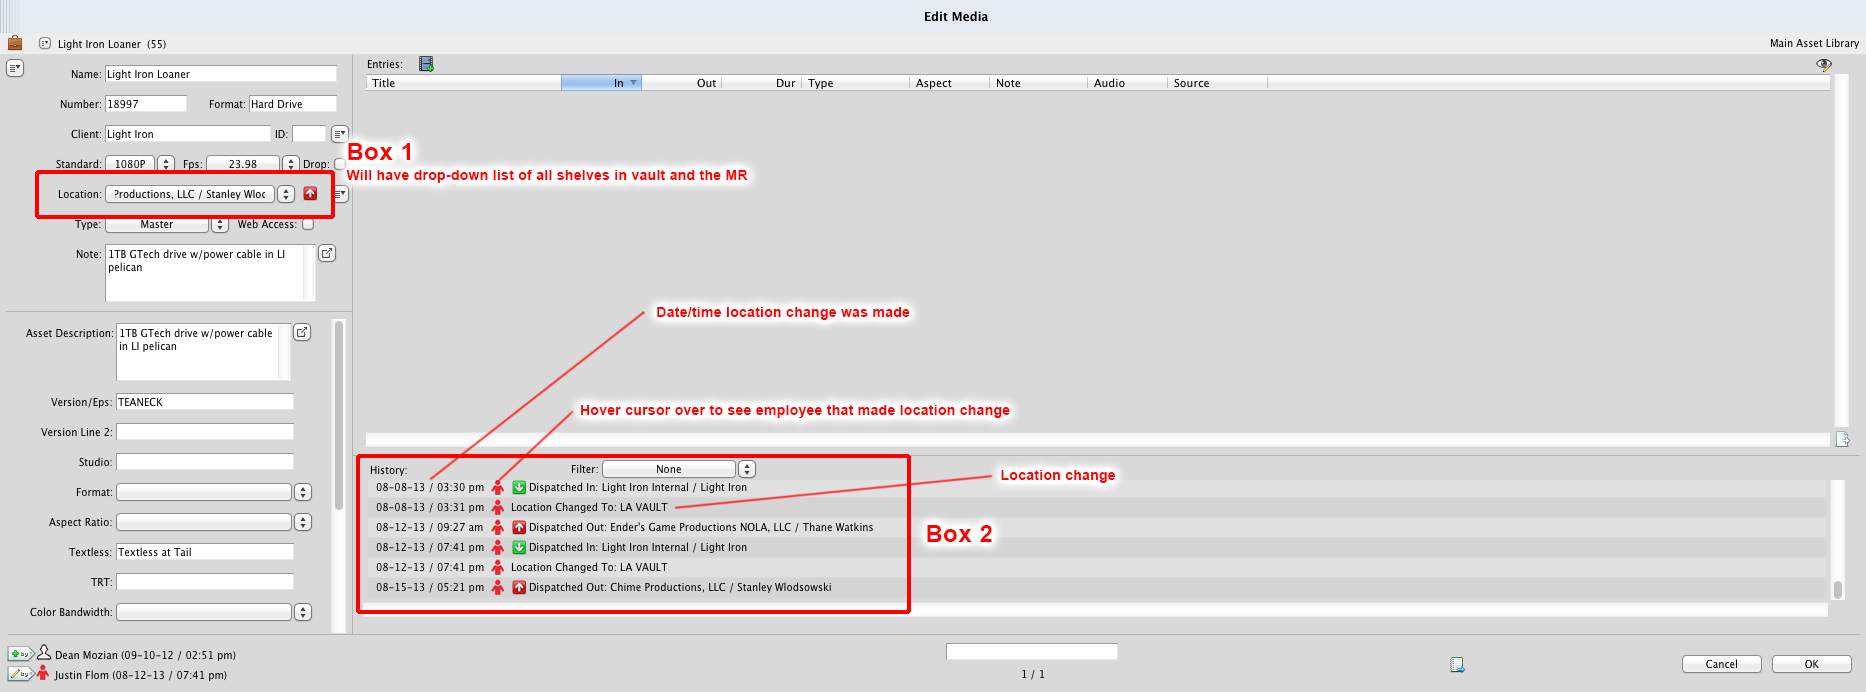 Edit Media
Light Iron Loaner (55)
Main Asset Library
Name: Light Iron Loaner
Number: 18997 Format: Hard Drive
Client: Light Iron ID:
Standard: 1080P Fps: 23.98 Drop:
Location: Productions, LLC / Stanley Wloc
Type: Master Web Access:
Note: 1TB GTech drive w/power cable in LI
pelican
Box 1
Will have drop-down list of all shelves in vault and the MR
Asset Description: 1TB GTech drive w/power cable
in LI pelican
Version/Eps: TEANECK
Version Line 2:
Studio:
Format:
Aspect Ratio:
Textless: Textless at Tail
TRT:
Color Bandwidth:
Entries:
Title In Out Dur Type Aspect Note Audio Source
Date/time location change was made
Hover cursor over to see employee that made location change
Location change
History: Filter: None
08-08-13 / 03:30 pm Dispatched In: Light Iron Internal / Light Iron
08-08-13 / 03:31 pm Location Changed To: LA VAULT
08-12-13 / 09:27 am Dispatched Out: Ender's Game Productions NOLA, LLC / Thane Watkins
08-12-13 / 07:41 pm Dispatched In: Light Iron Internal / Light Iron
08-12-13 / 07:41 pm Location Changed To: LA VAULT
08-15-13 / 05:21 pm Dispatched Out: Chime Productions, LLC / Stanley Wlodsowski
Box 2
by Dean Mozian (09-10-12 / 02:51 pm)
by Justin Flom (08-12-13 / 07:41 pm)
1 / 1
Cancel OK